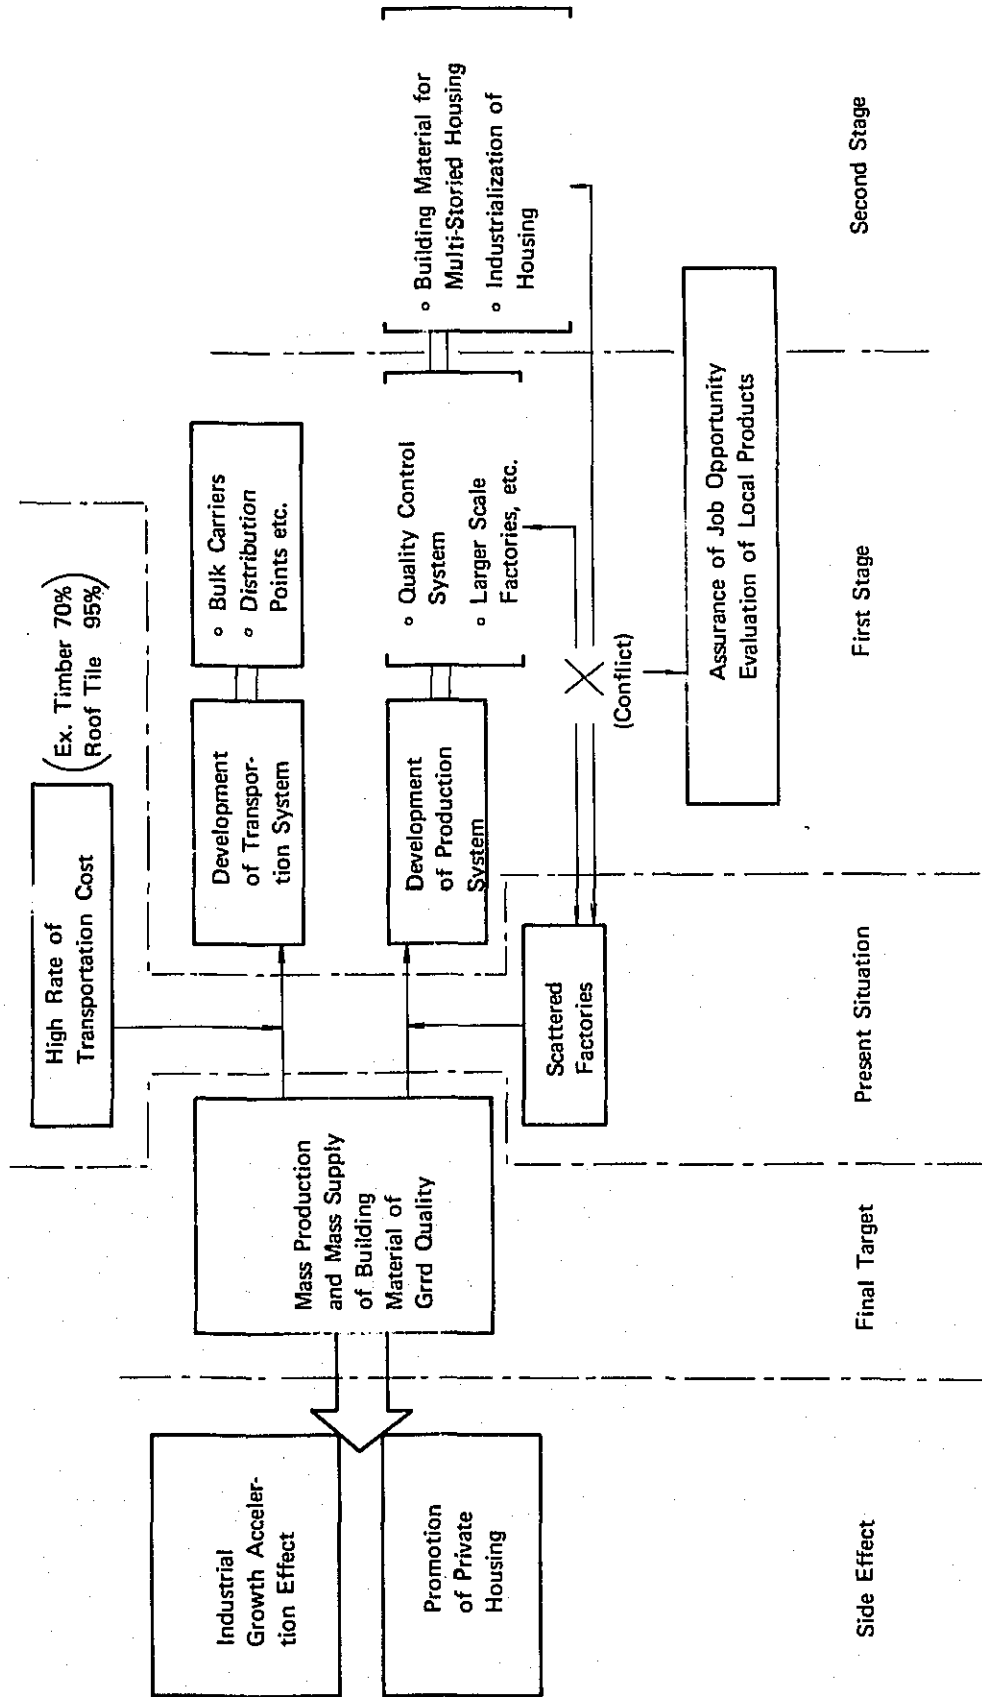 High Rate of
Transportation Cost
(Ex. Timber 70%
Roof Tile 95%)
Industrial
Growth Acceler-
tion Effect
Promotion
of Private
Housing
Mass Production
and Mass Supply
of Building
Material of
Grrd Quality
Development
of Transpor-
tion System
○ Bulk Carriers
○ Distribution
Points etc.
Development
of Production
System
○ Quality Control
System
○ Larger Scale
Factories, etc.
○ Building Material for
Multi-Storied Housing
○ Industrialization of
Housing
Scattered
Factories
(Conflict)
Assurance of Job Opportunity
Evaluation of Local Products
Side Effect
Final Target
Present Situation
First Stage
Second Stage